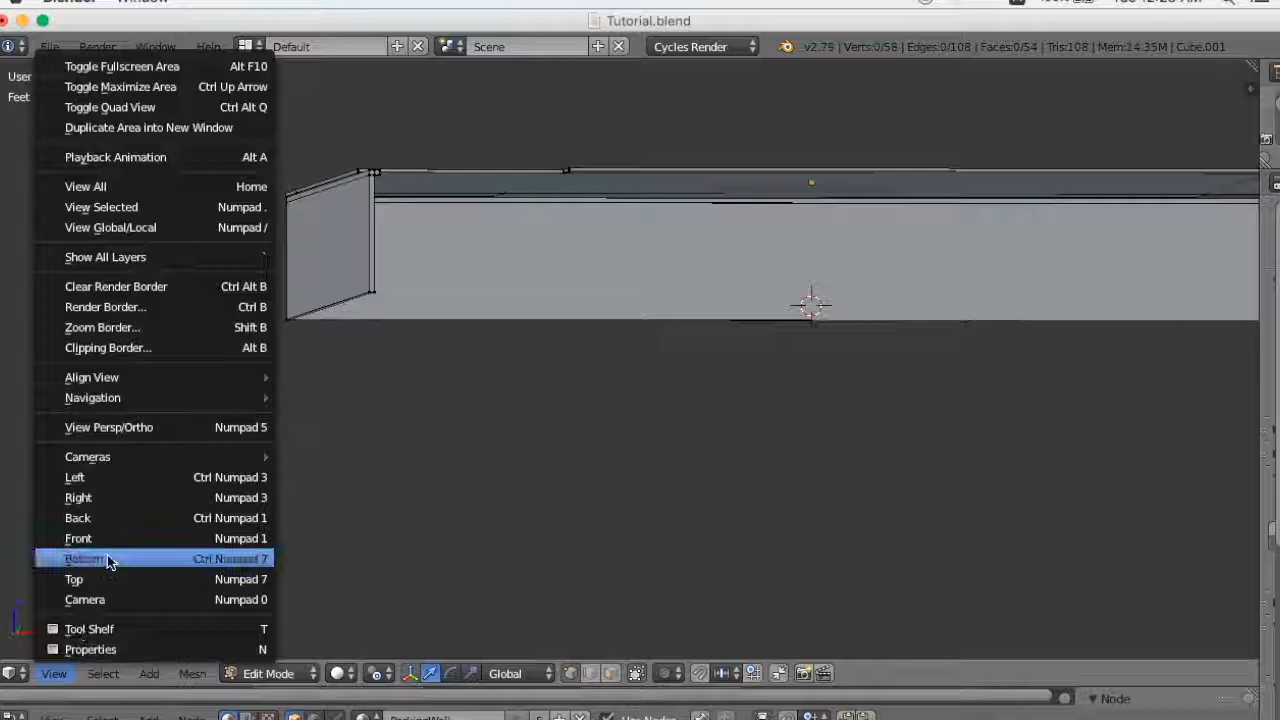 Tutorial.blend
File Render Window Help Default Scene Cycles Render v2.79 | Verts:0/58 | Edges:0/108 | Faces:0/54 | Tris:108 | Mem:24.35M | Cube.001
User
Feet
Toggle Fullscreen Area Alt F10
Toggle Maximize Area Ctrl Up Arrow
Toggle Quad View Ctrl Alt Q
Duplicate Area into New Window
Playback Animation Alt A
View All Home
View Selected Numpad .
View Global/Local Numpad /
Show All Layers `
Clear Render Border Ctrl Alt B
Render Border... Ctrl B
Zoom Border... Shift B
Clipping Border... Alt B
Align View
Navigation
View Persp/Ortho Numpad 5
Cameras
Left Ctrl Numpad 3
Right Numpad 3
Back Ctrl Numpad 1
Front Numpad 1
Bottom Ctrl Numpad 7
Top Numpad 7
Camera Numpad 0
Tool Shelf T
Properties N
View Select Add Mesh Edit Mode Global
Node